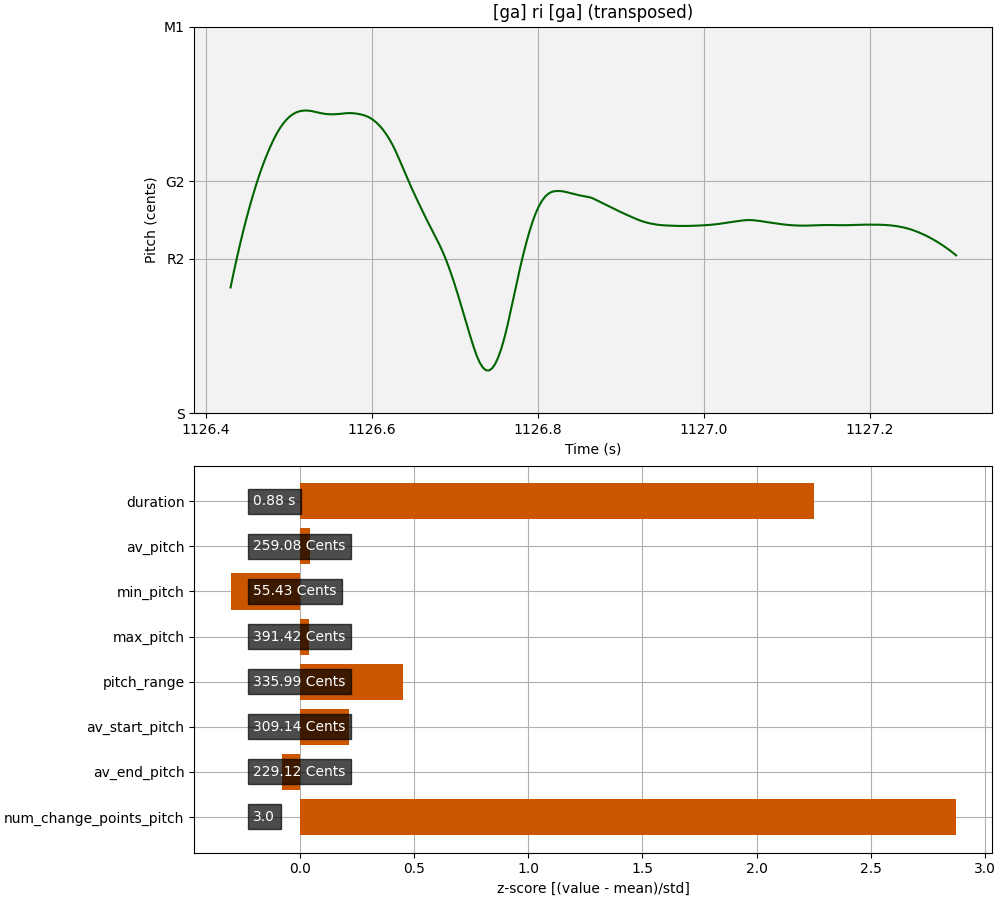 [ga] ri [ga] (transposed)
M1
G2
R2
S
Pitch (cents)
1126.4 1126.6 1126.8 1127.0 1127.2
Time (s)
duration 0.88 s
av_pitch 259.08 Cents
min_pitch 55.43 Cents
max_pitch 391.42 Cents
pitch_range 335.99 Cents
av_start_pitch 309.14 Cents
av_end_pitch 229.12 Cents
num_change_points_pitch 3.0
0.0 0.5 1.0 1.5 2.0 2.5 3.0
z-score [(value - mean)/std]